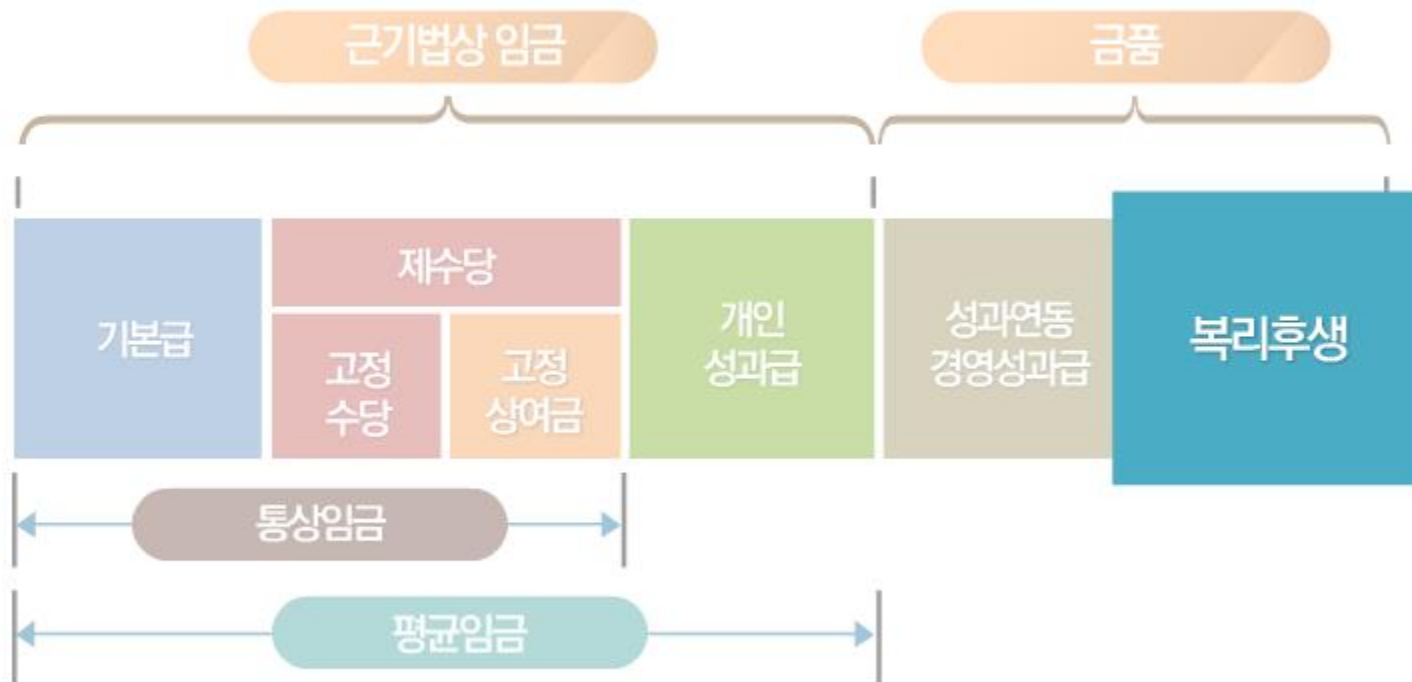 근기법상 임금
금품
기본급
제수당
고정
수당
고정
상여금
개인
성과급
성과연동
경영성과급
복리후생
통상임금
평균임금